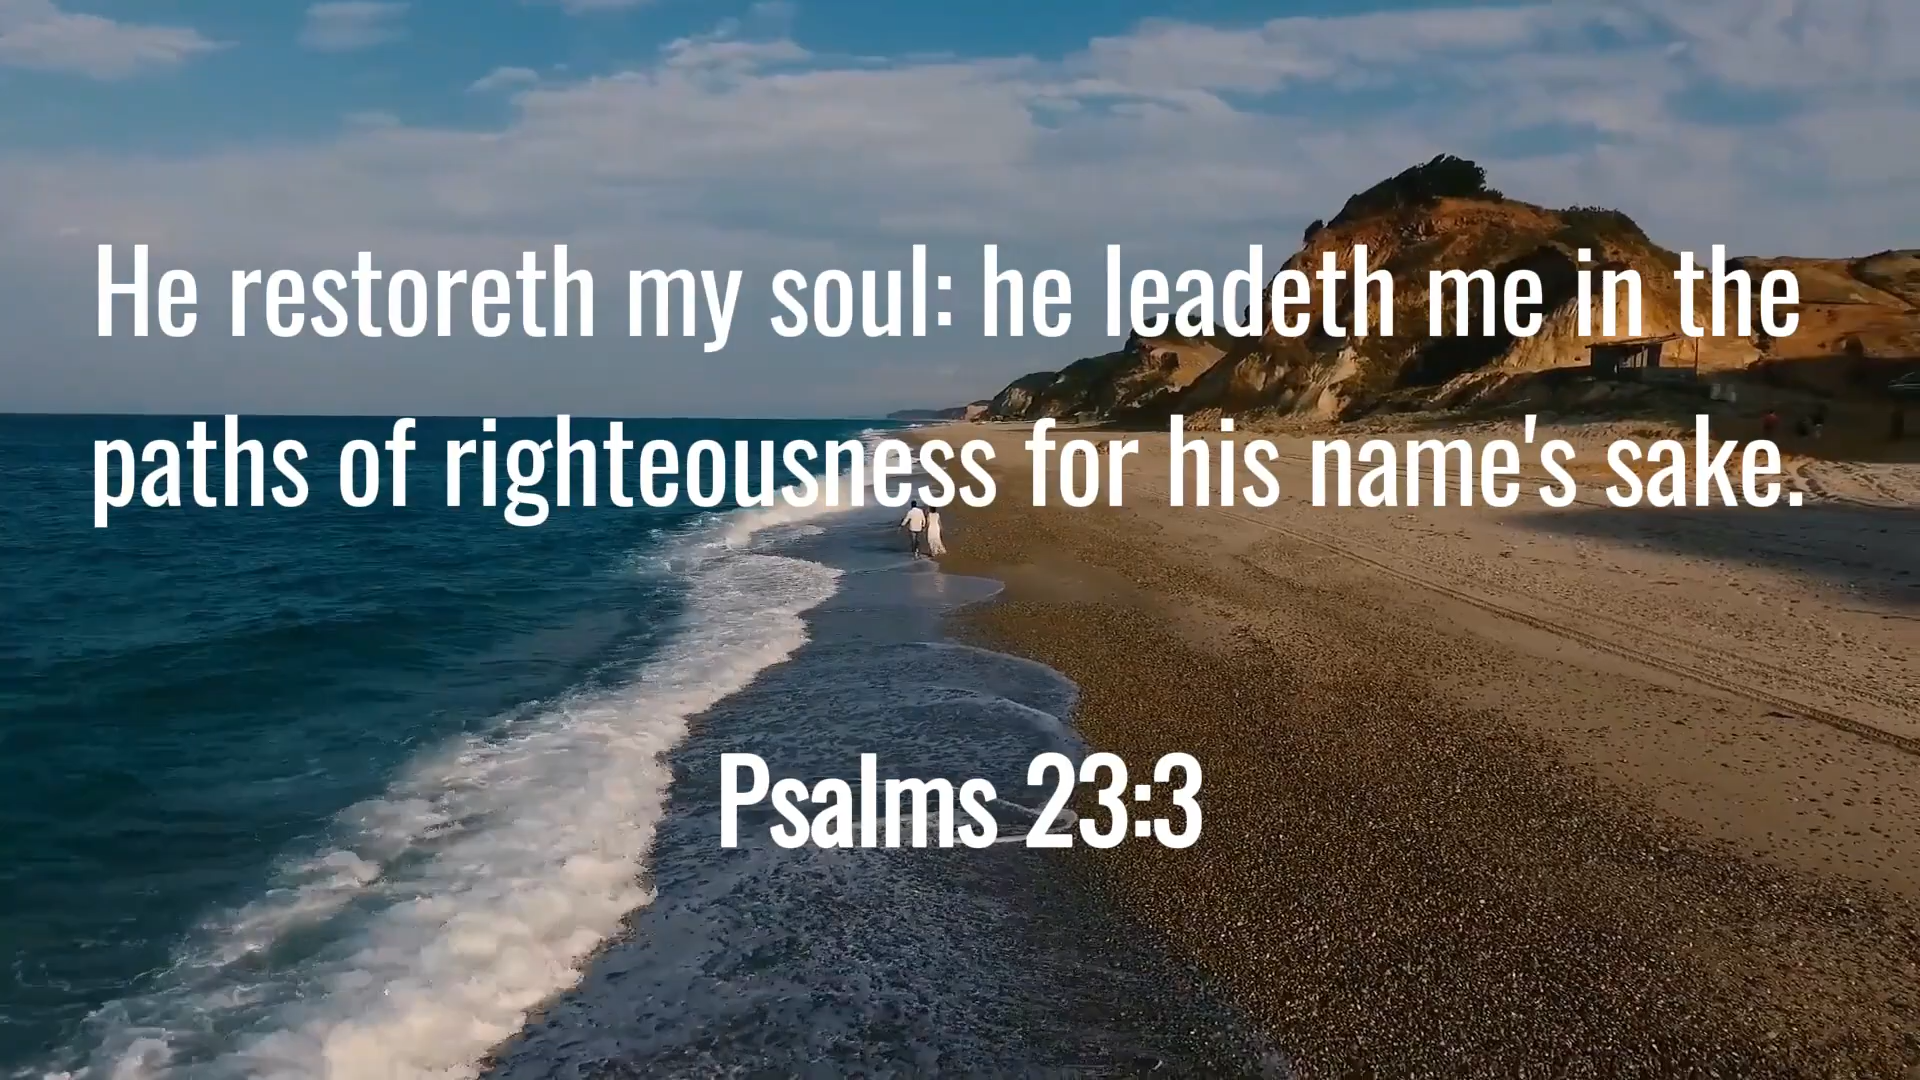 He restoreth my soul: he leadeth me in the
paths of righteousness for his name's sake.
Psalms 23:3